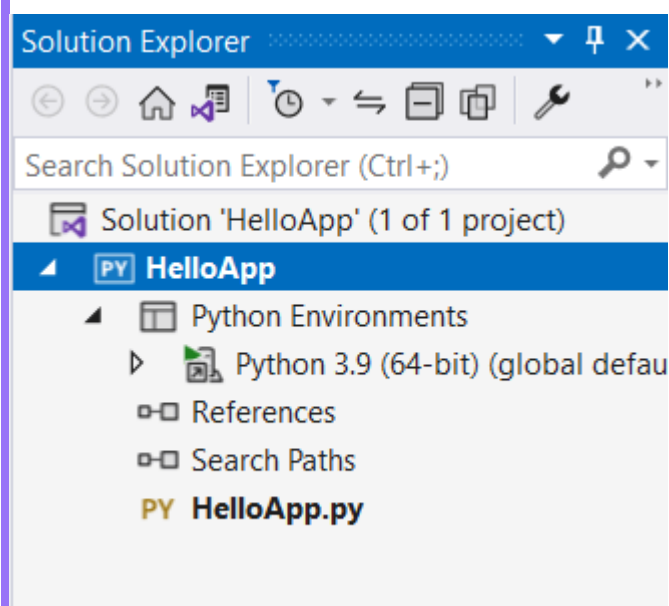 Solution Explorer
Search Solution Explorer (Ctrl+;)
Solution 'HelloApp' (1 of 1 project)
PY HelloApp
Python Environments
Python 3.9 (64-bit) (global defau
References
Search Paths
PY HelloApp.py